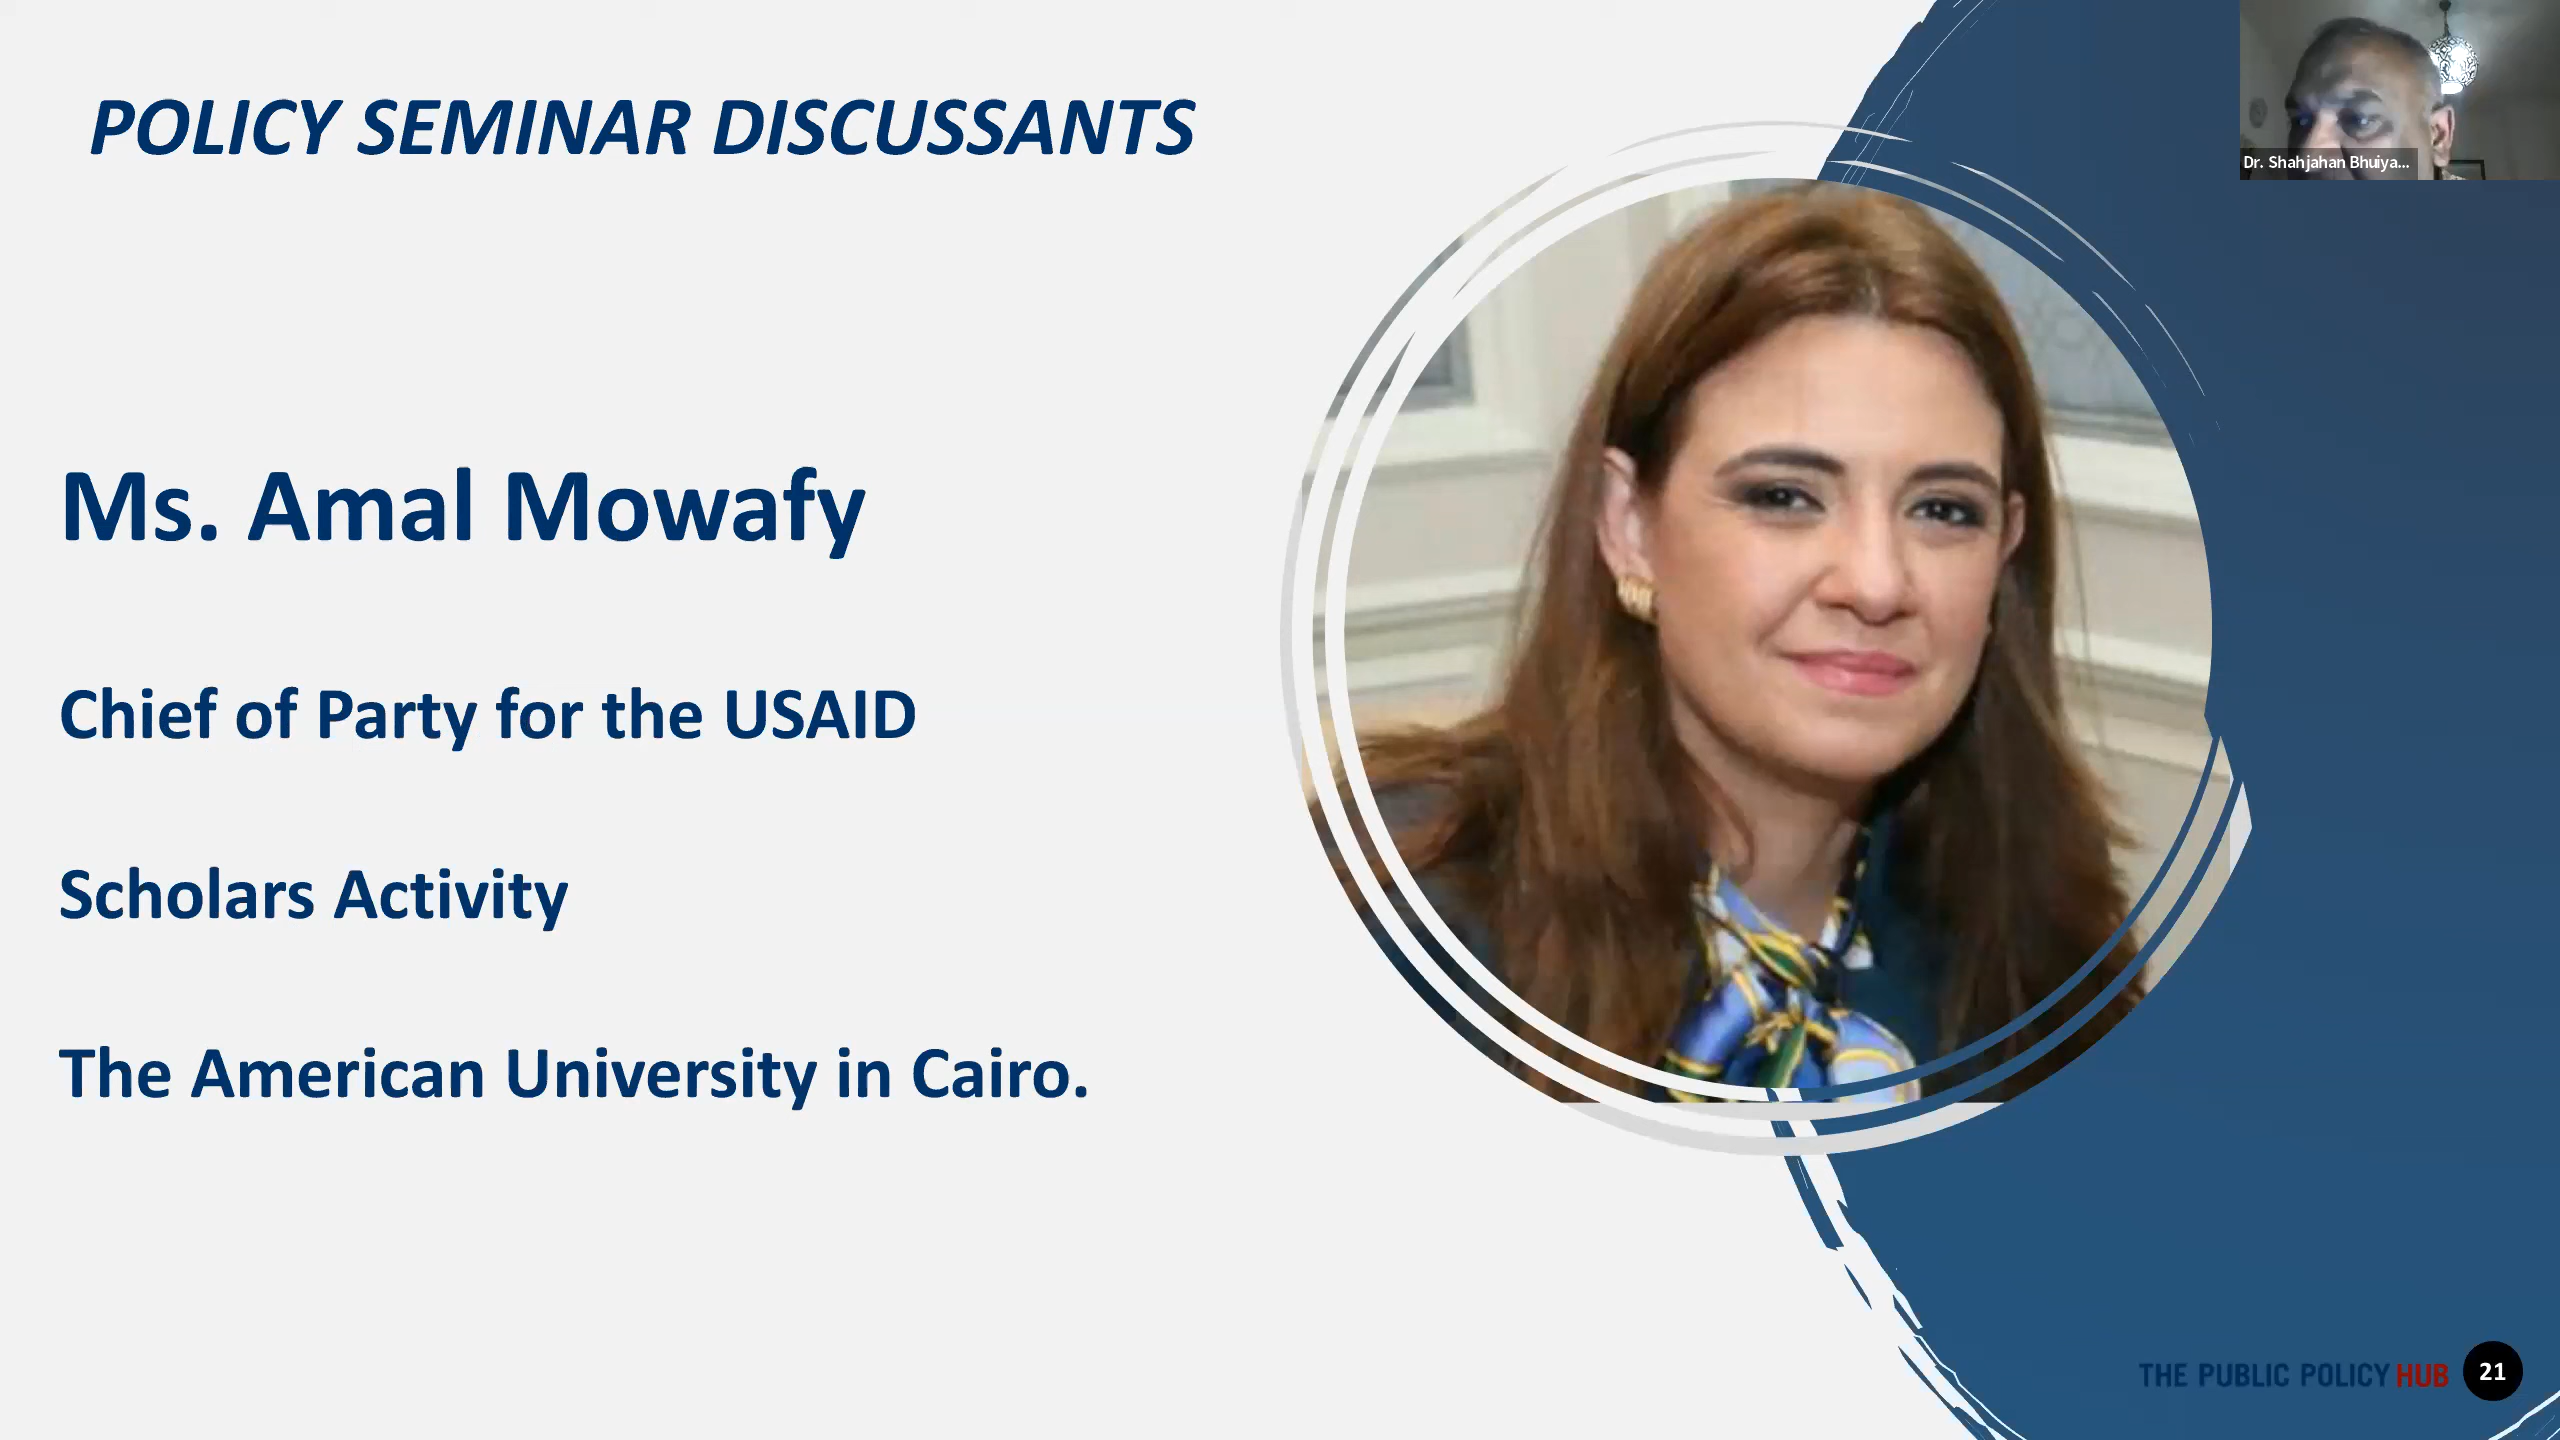 POLICY SEMINAR DISCUSSANTS
Dr. Shahjahan Bhuiya...
Ms. Amal Mowafy
Chief of Party for the USAID
Scholars Activity
The American University in Cairo.
THE PUBLIC POLICY HUB
21